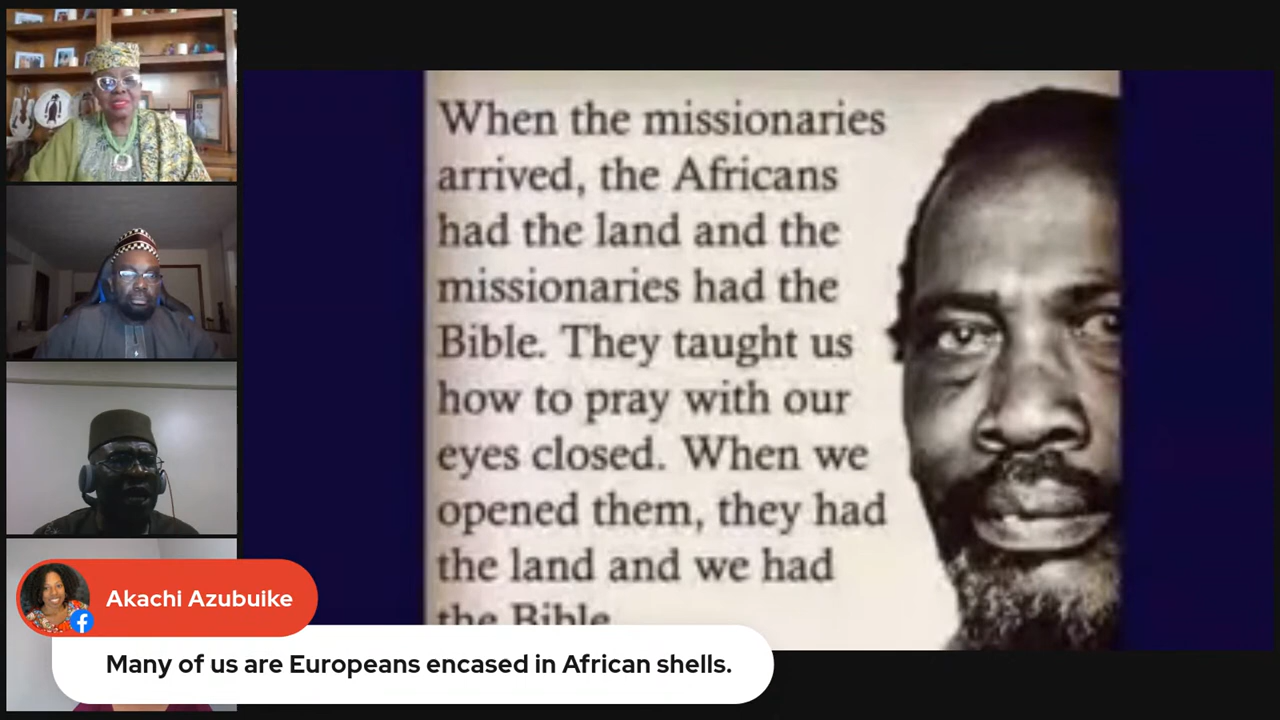 When the missionaries
arrived, the Africans
had the land and the
missionaries had the
Bible. They taught us
how to pray with our
eyes closed. When we
opened them, they had
the land and we had
the Bible.
Akachi Azubuike
Many of us are Europeans encased in African shells.